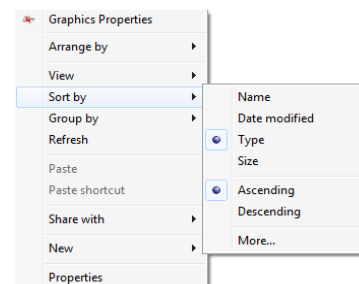 Graphics Properties
Arrange by
View
Sort by
Group by
Refresh
Paste
Paste shortcut
Share with
New
Properties
Name
Date modified
Type
Size
Ascending
Descending
More...